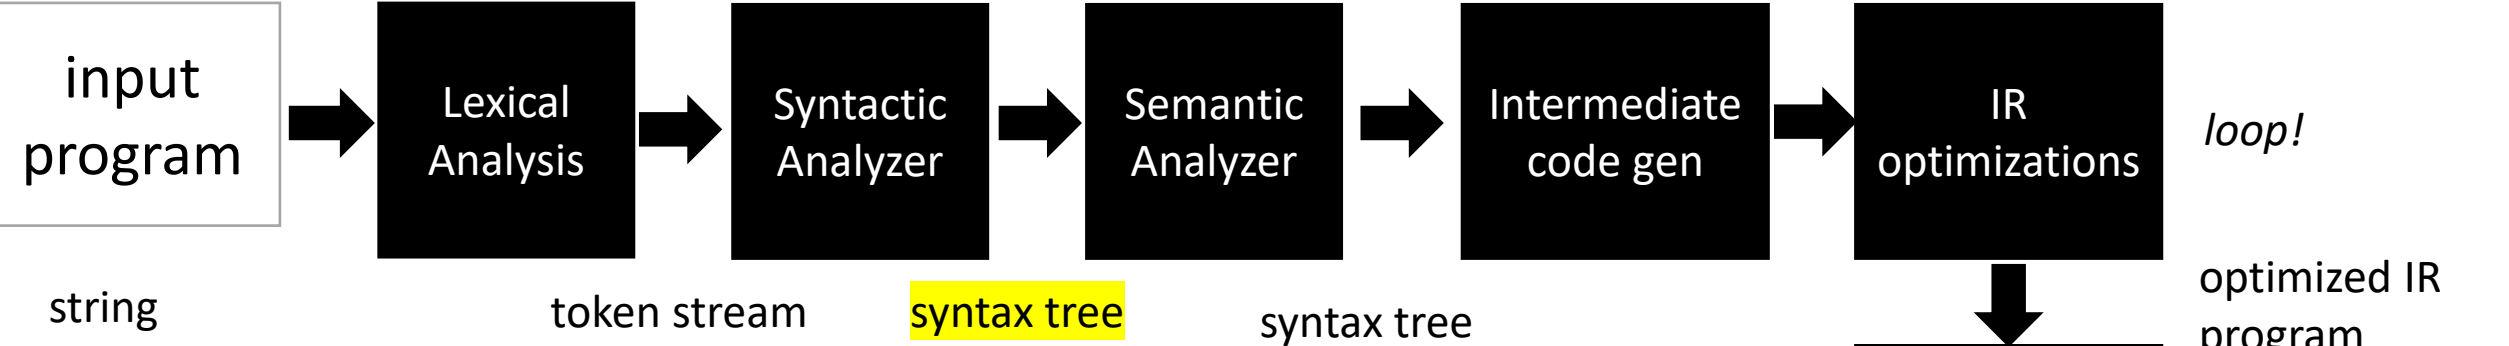 input
program
Lexical
Analysis
Syntactic
Analyzer
Semantic
Analyzer
Intermediate
code gen
IR
optimizations
loop!
string
token stream
syntax tree
syntax tree
optimized IR
program